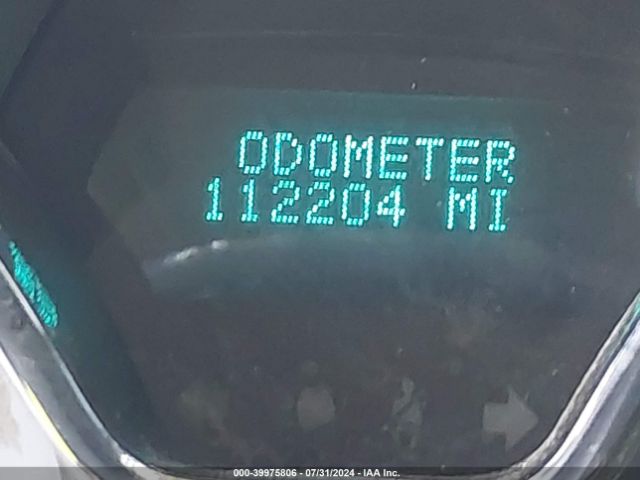 ODOMETER
112204 MI
000-39975806 - 07/31/2024 - IAA Inc.